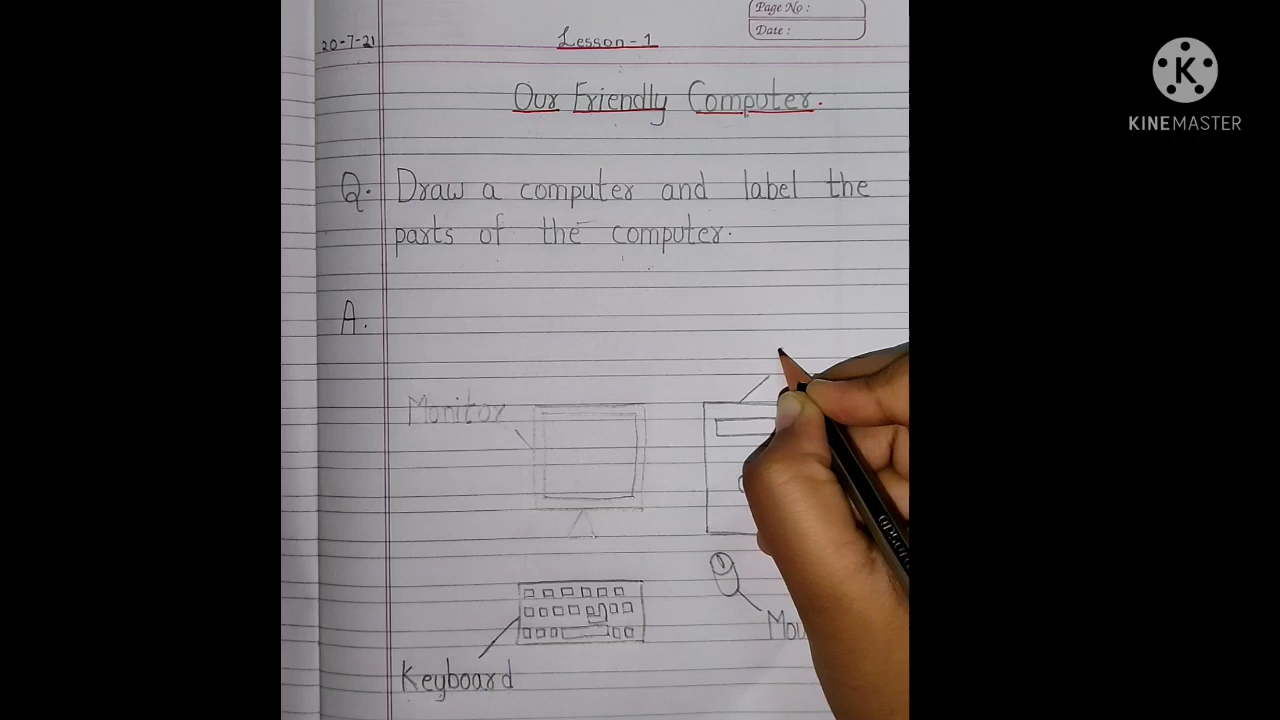 Page No :
20-7-21
Lesson-1
Date :
Our Friendly Computer.
Q. Draw a computer and label the
parts of the computer.
A.
Monitor
Mou
Keyboard
KINEMASTER
K